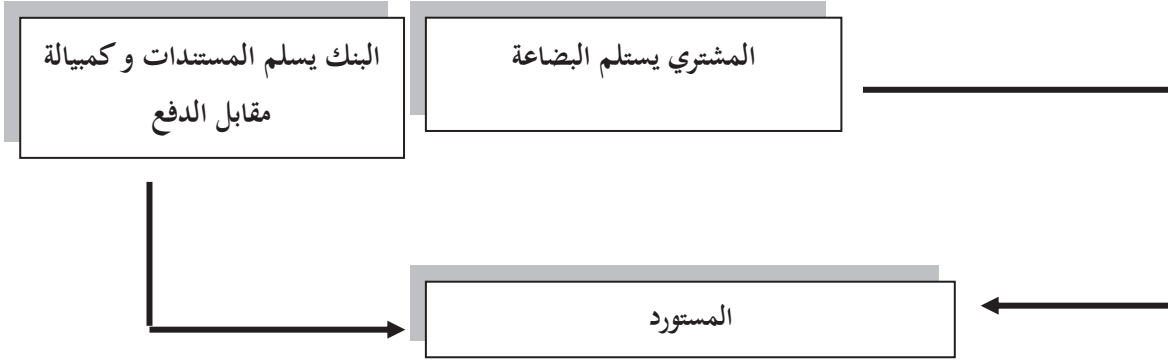 المشتري يستلم البضاعة
البنك يسلم المستندات و كمبيالة
مقابل الدفع
المستورد